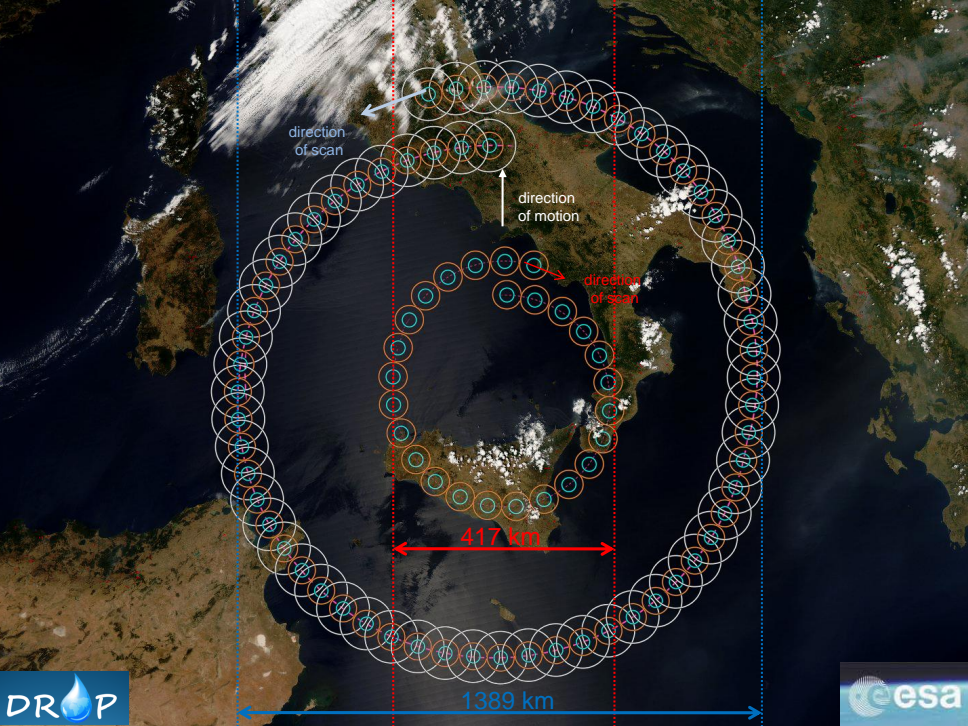 direction
of scan
direction
of motion
direction
of scan
417 km
1389 km
DROP
esa